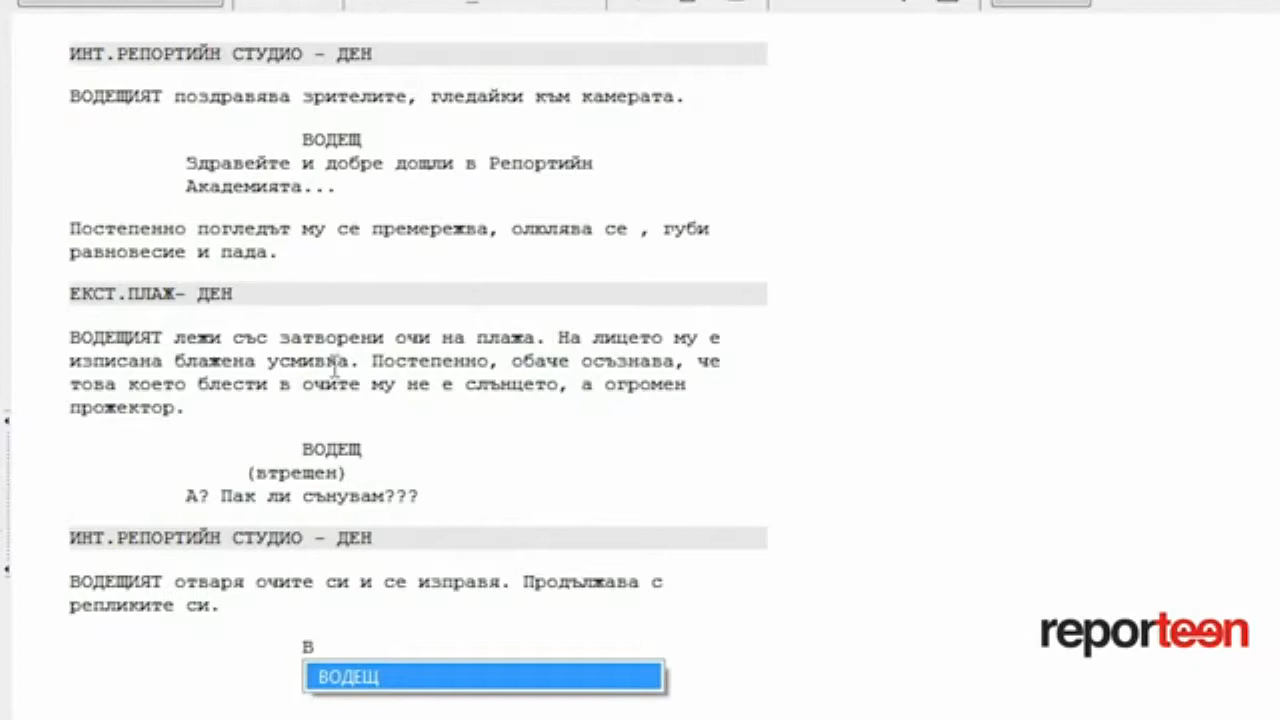 ИНТ.РЕПОРТИЙН СТУДИО - ДЕН
ВОДЕЩИЯТ поздравява зрителите, гледайки към камерата.
ВОДЕЩ
Здравейте и добре дошли в Репортийн
Академията...
Постепенно погледът му се премережва, олюлява се , губи
равновесие и пада.
ЕКСТ.ПЛАЖ- ДЕН
ВОДЕЩИЯТ лежи със затворени очи на плажа. На лицето му е
изписана блажена усмивка. Постепенно, обаче осъзнава, че
това което блести в очите му не е слънцето, а огромен
прожектор.
ВОДЕЩ
(втрещен)
А? Пак ли сънувам???
ИНТ.РЕПОРТИЙН СТУДИО - ДЕН
ВОДЕЩИЯТ отваря очите си и се изправя. Продължава с
репликите си.
reporteen
В
ВОДЕЩ